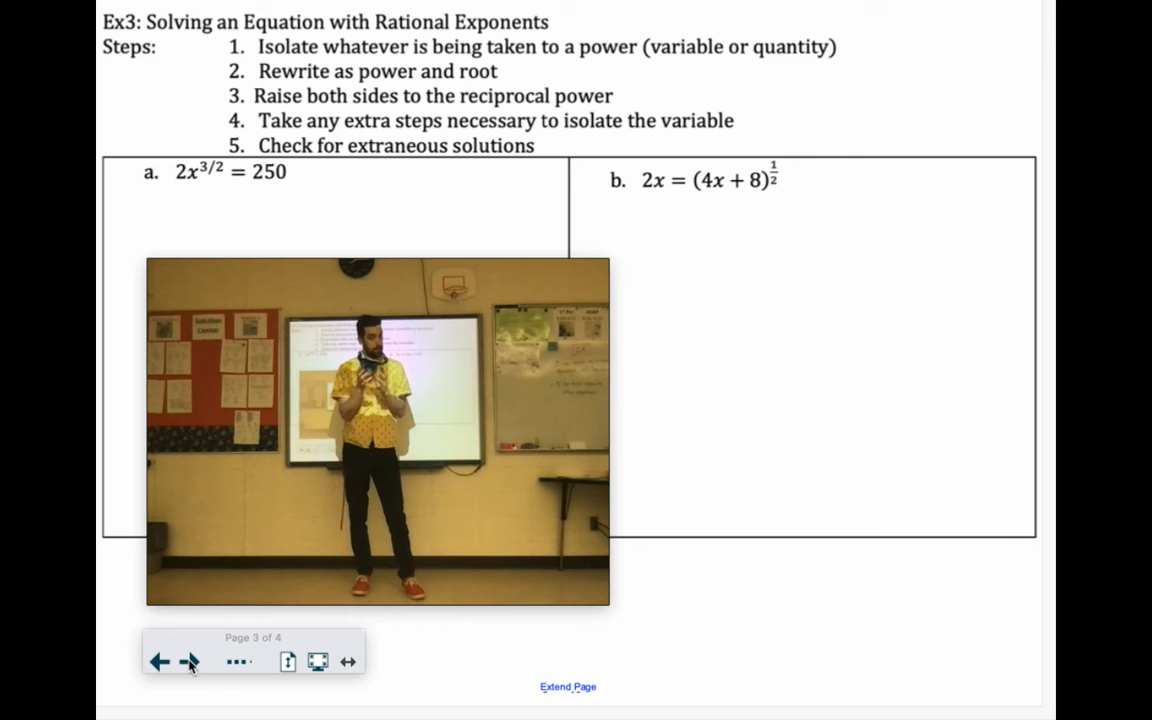 Ex3: Solving an Equation with Rational Exponents
Steps: 1. Isolate whatever is being taken to a power (variable or quantity)
2. Rewrite as power and root
3. Raise both sides to the reciprocal power
4. Take any extra steps necessary to isolate the variable
5. Check for extraneous solutions
a. 2x^{3/2} = 250
b. 2x = (4x + 8)^{\frac{1}{2}}
Solution
Center
Page 3 of 4
Extend Page